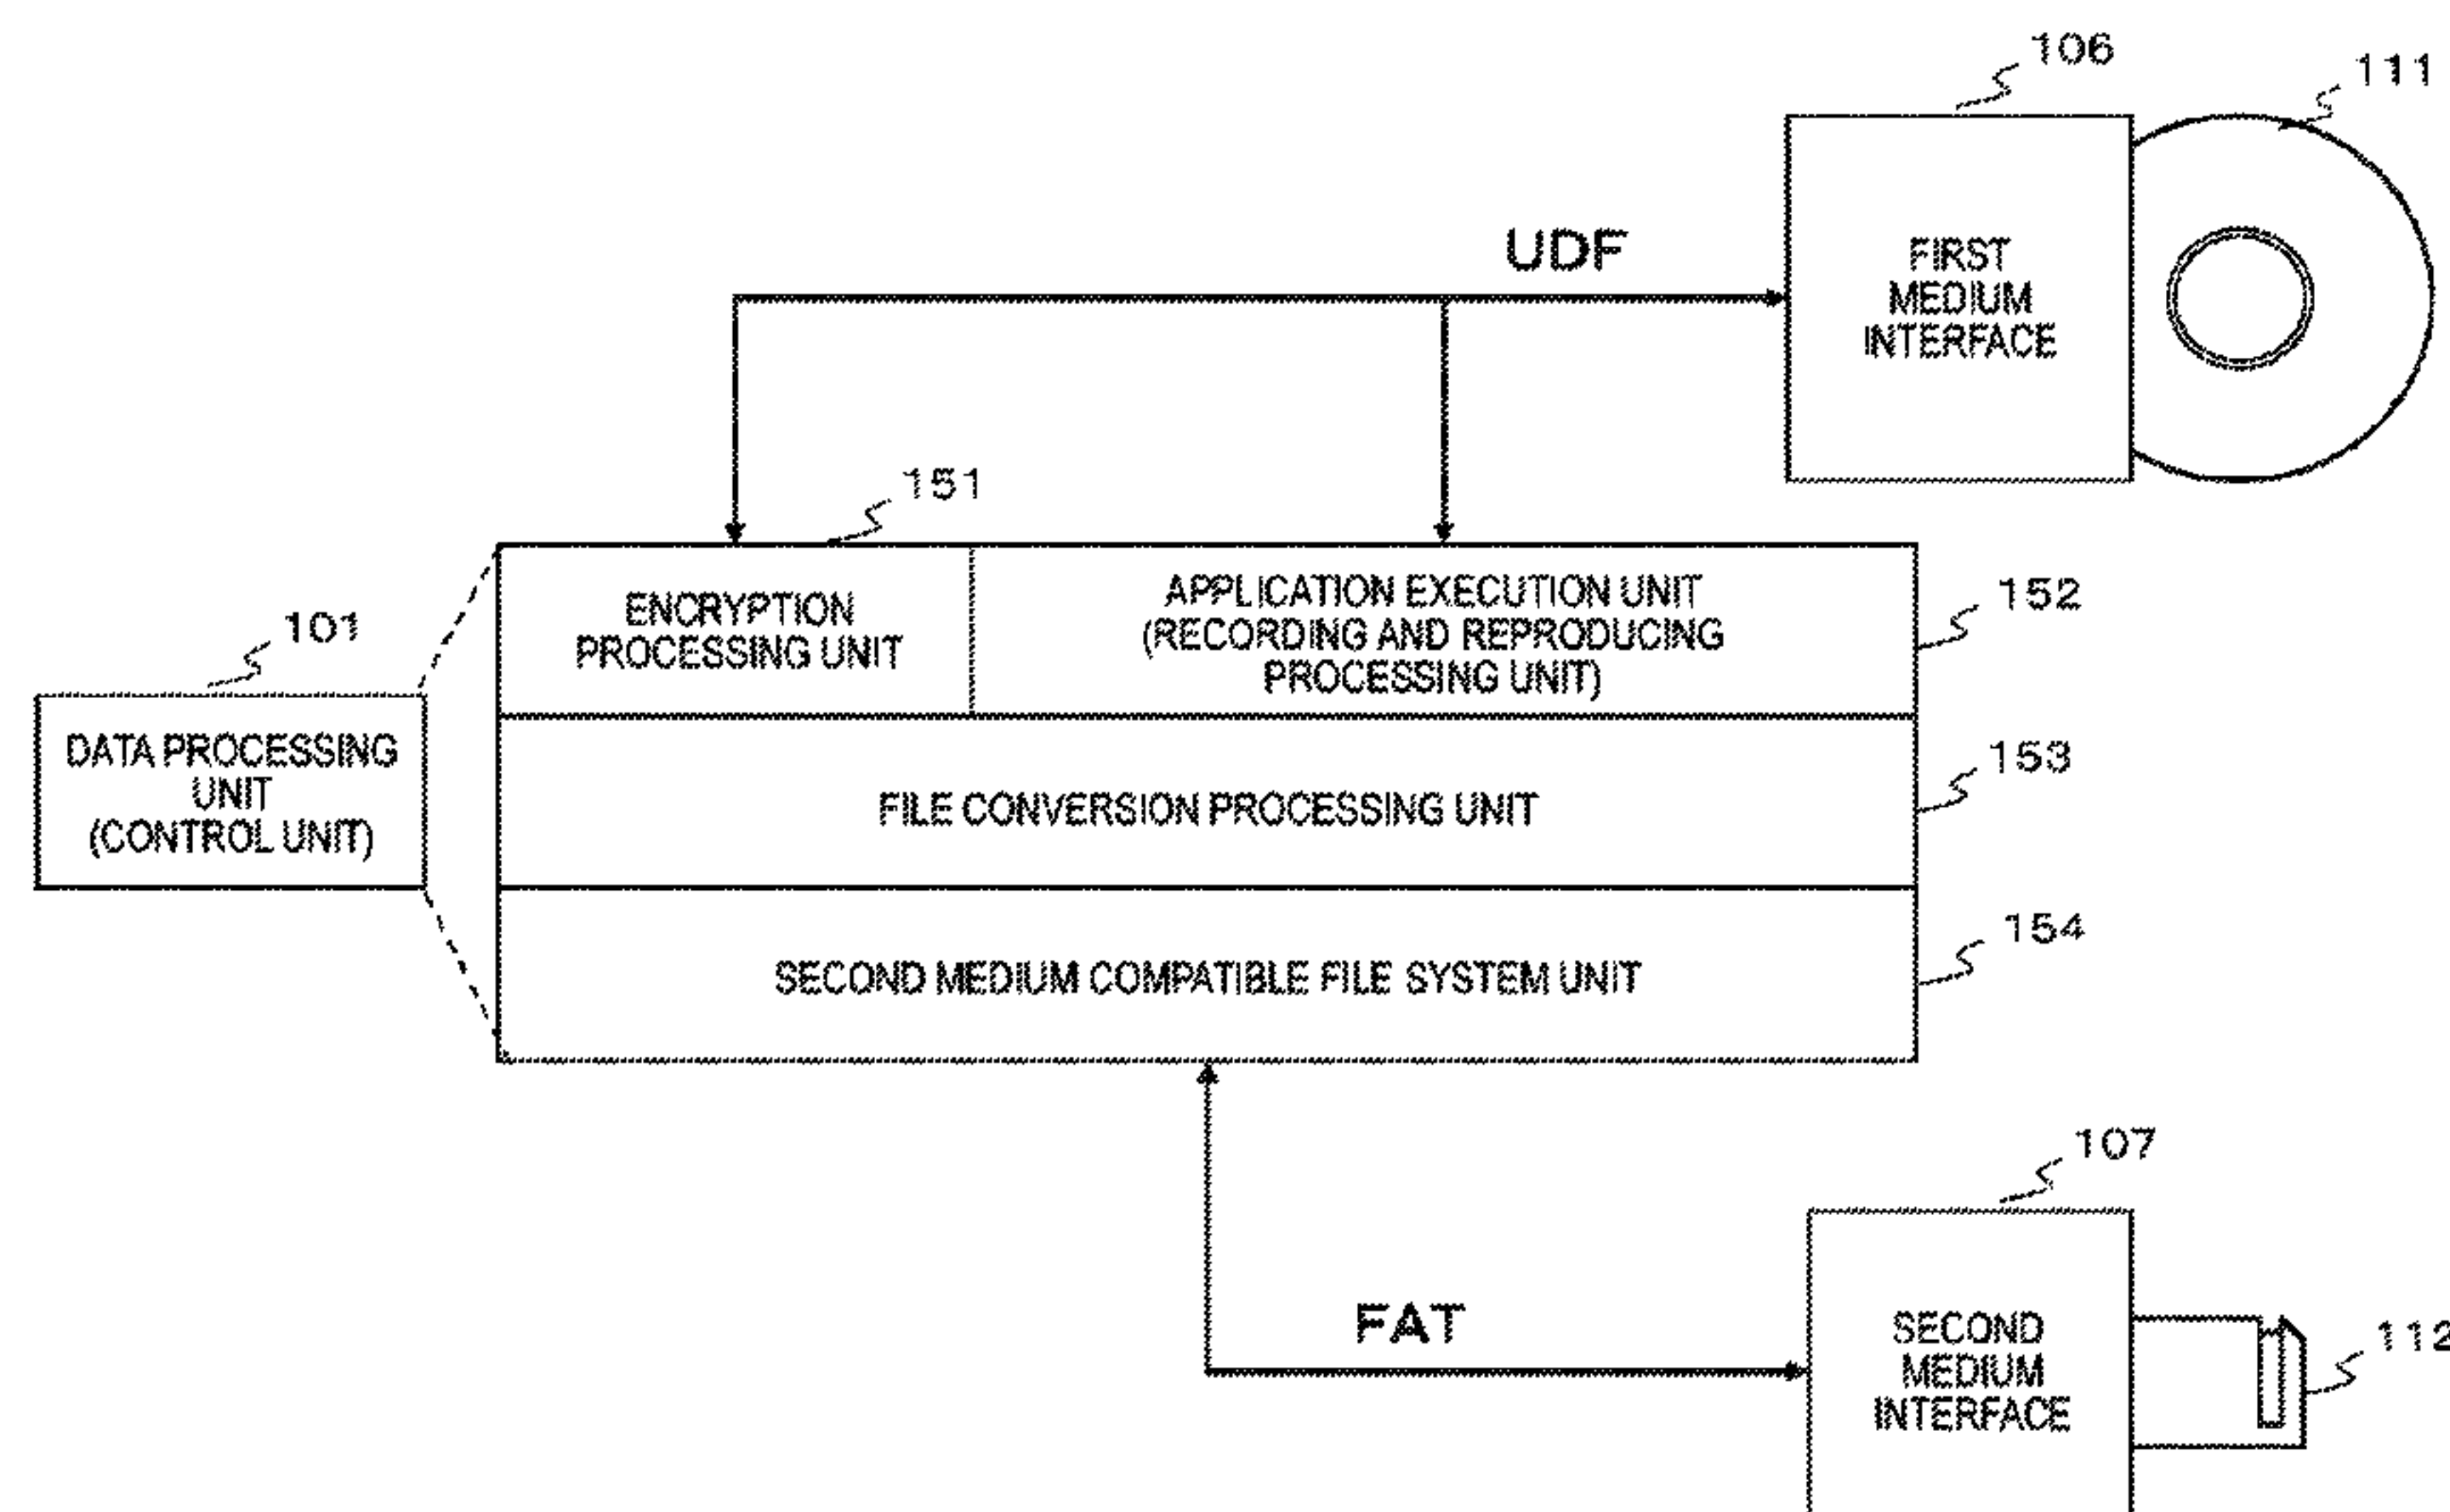 106
111
UDF
FIRST
MEDIUM
INTERFACE
151
ENCRYPTION
PROCESSING UNIT
APPLICATION EXECUTION UNIT
(RECORDING AND REPRODUCING
PROCESSING UNIT)
152
101
DATA PROCESSING
UNIT
(CONTROL UNIT)
FILE CONVERSION PROCESSING UNIT
153
SECOND MEDIUM COMPATIBLE FILE SYSTEM UNIT
154
107
FAT
SECOND
MEDIUM
INTERFACE
112